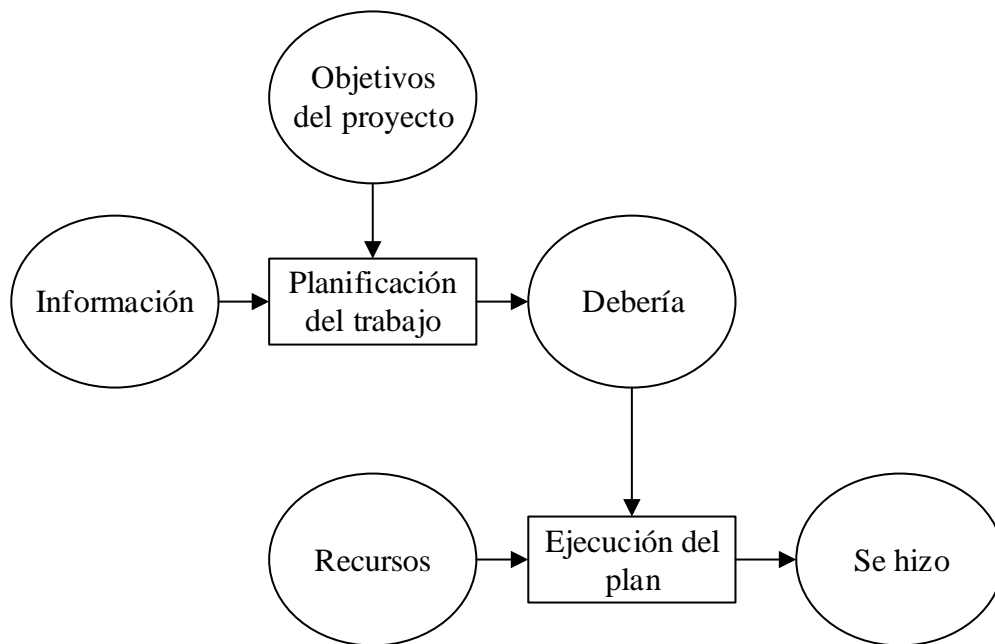 Objetivos
del proyecto
Información
Planificación
del trabajo
Debería
Recursos
Ejecución del
plan
Se hizo